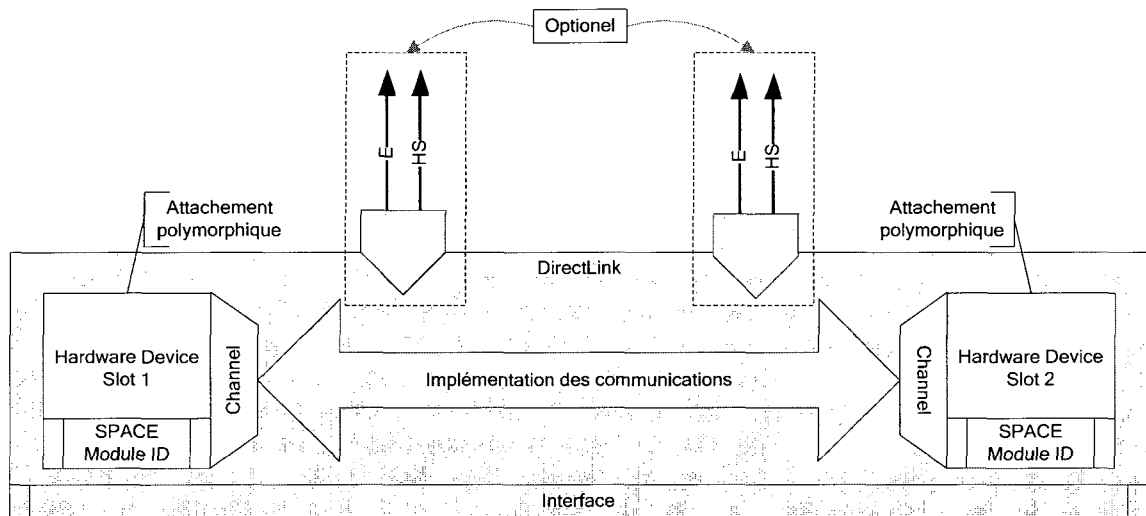 Optionel
E
HS
E
HS
Attachement
polymorphique
Attachement
polymorphique
DirectLink
Hardware Device
Slot 1
Channel
Implémentation des communications
Channel
Hardware Device
Slot 2
SPACE
Module ID
SPACE
Module ID
Interface